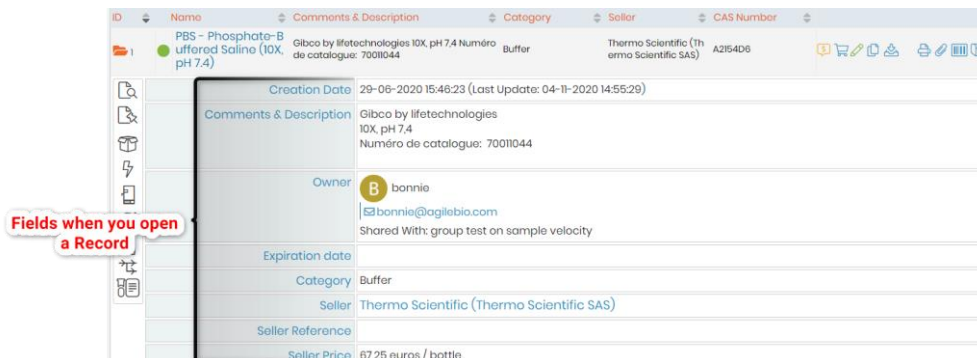 ID Name Comments & Description Category Seller CAS Number
1 PBS - Phosphate-B
uffered Saline (10X,
pH 7.4)
Gibco by lifetechnologies 10X, pH 7,4 Numéro
de catalogue: 70011044
Buffer
Thermo Scientific (Th
ermo Scientific SAS)
A2154D6
Creation Date 29-06-2020 15:46:23 (Last Update: 04-11-2020 14:55:29)
Comments & Description Gibco by lifetechnologies
10X, pH 7,4
Numéro de catalogue: 70011044
Owner B bonnie
bonnie@agilebio.com
Shared With: group test on sample velocity
Fields when you open
a Record
Expiration date
Category Buffer
Seller Thermo Scientific (Thermo Scientific SAS)
Seller Reference
Seller Price 67.25 euros / bottle